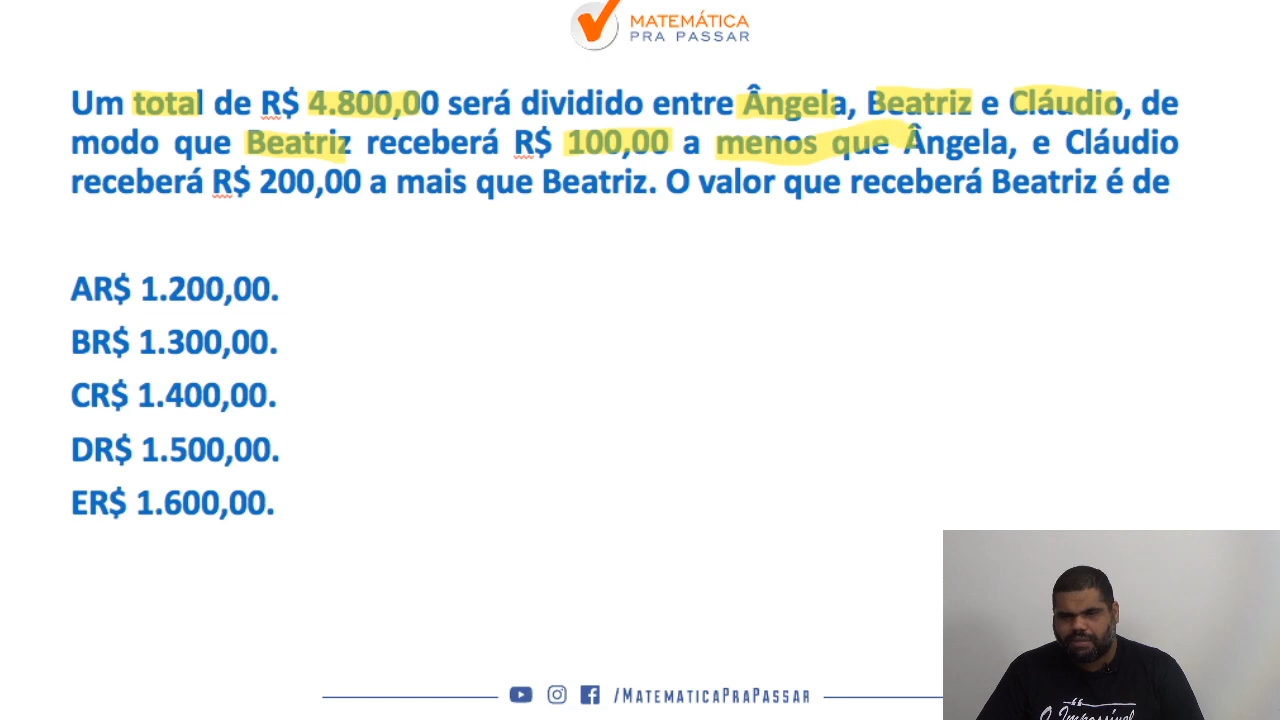 MATEMÁTICA
PRA PASSAR
Um total de R$ 4.800,00 será dividido entre Ângela, Beatriz e Cláudio, de
modo que Beatriz receberá R$ 100,00 a menos que Ângela, e Cláudio
receberá R$ 200,00 a mais que Beatriz. O valor que receberá Beatriz é de
AR$ 1.200,00.
BR$ 1.300,00.
CR$ 1.400,00.
DR$ 1.500,00.
ER$ 1.600,00.
“
O Impossível
/MATEMATICAPRAPASSAR